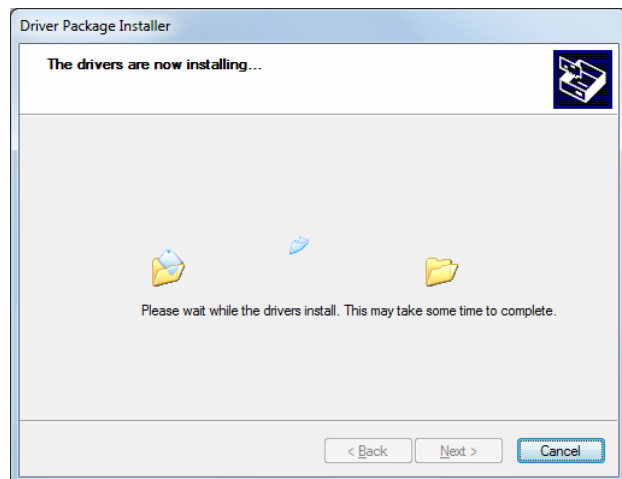 Driver Package Installer
The drivers are now installing...
Please wait while the drivers install. This may take some time to complete.
< Back Next > Cancel